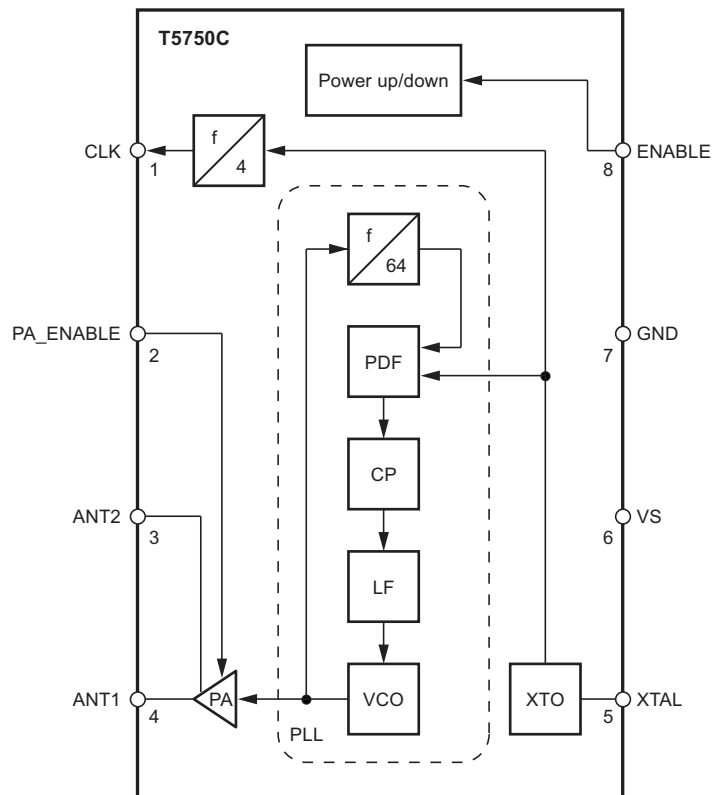 T5750C
Power up/down
CLK
1
f
4
ENABLE
8
f
64
PA_ENABLE
2
PDF
GND
7
CP
ANT2
3
VS
6
LF
ANT1
4
PA
VCO
PLL
XTO
XTAL
5